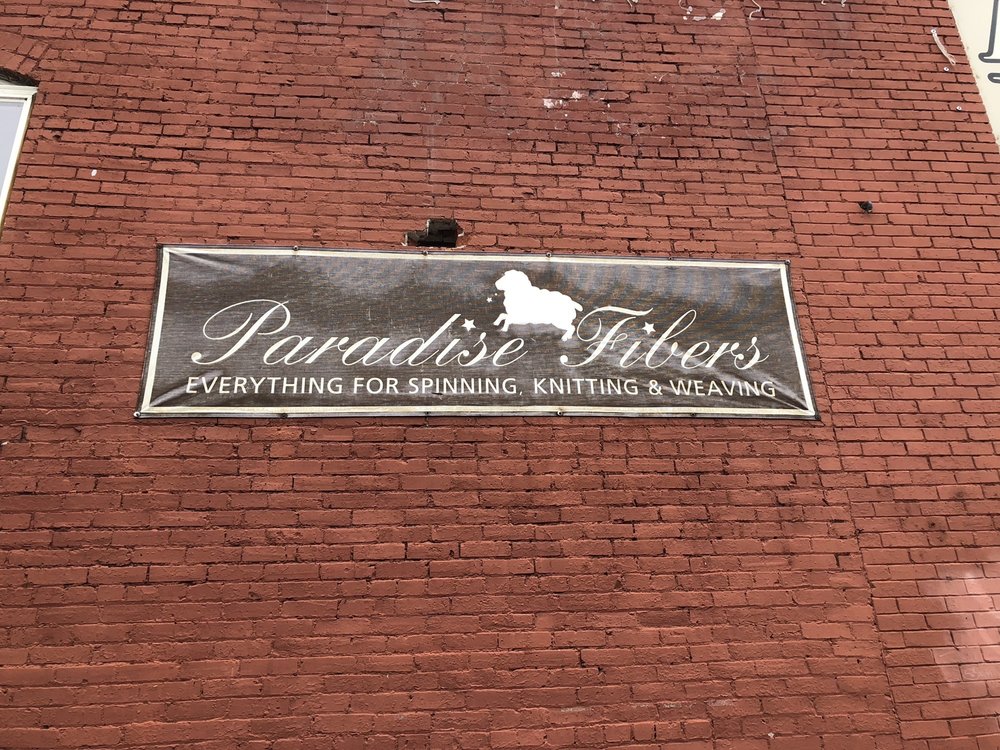 Paradise Fibers
EVERYTHING FOR SPINNING, KNITTING & WEAVING